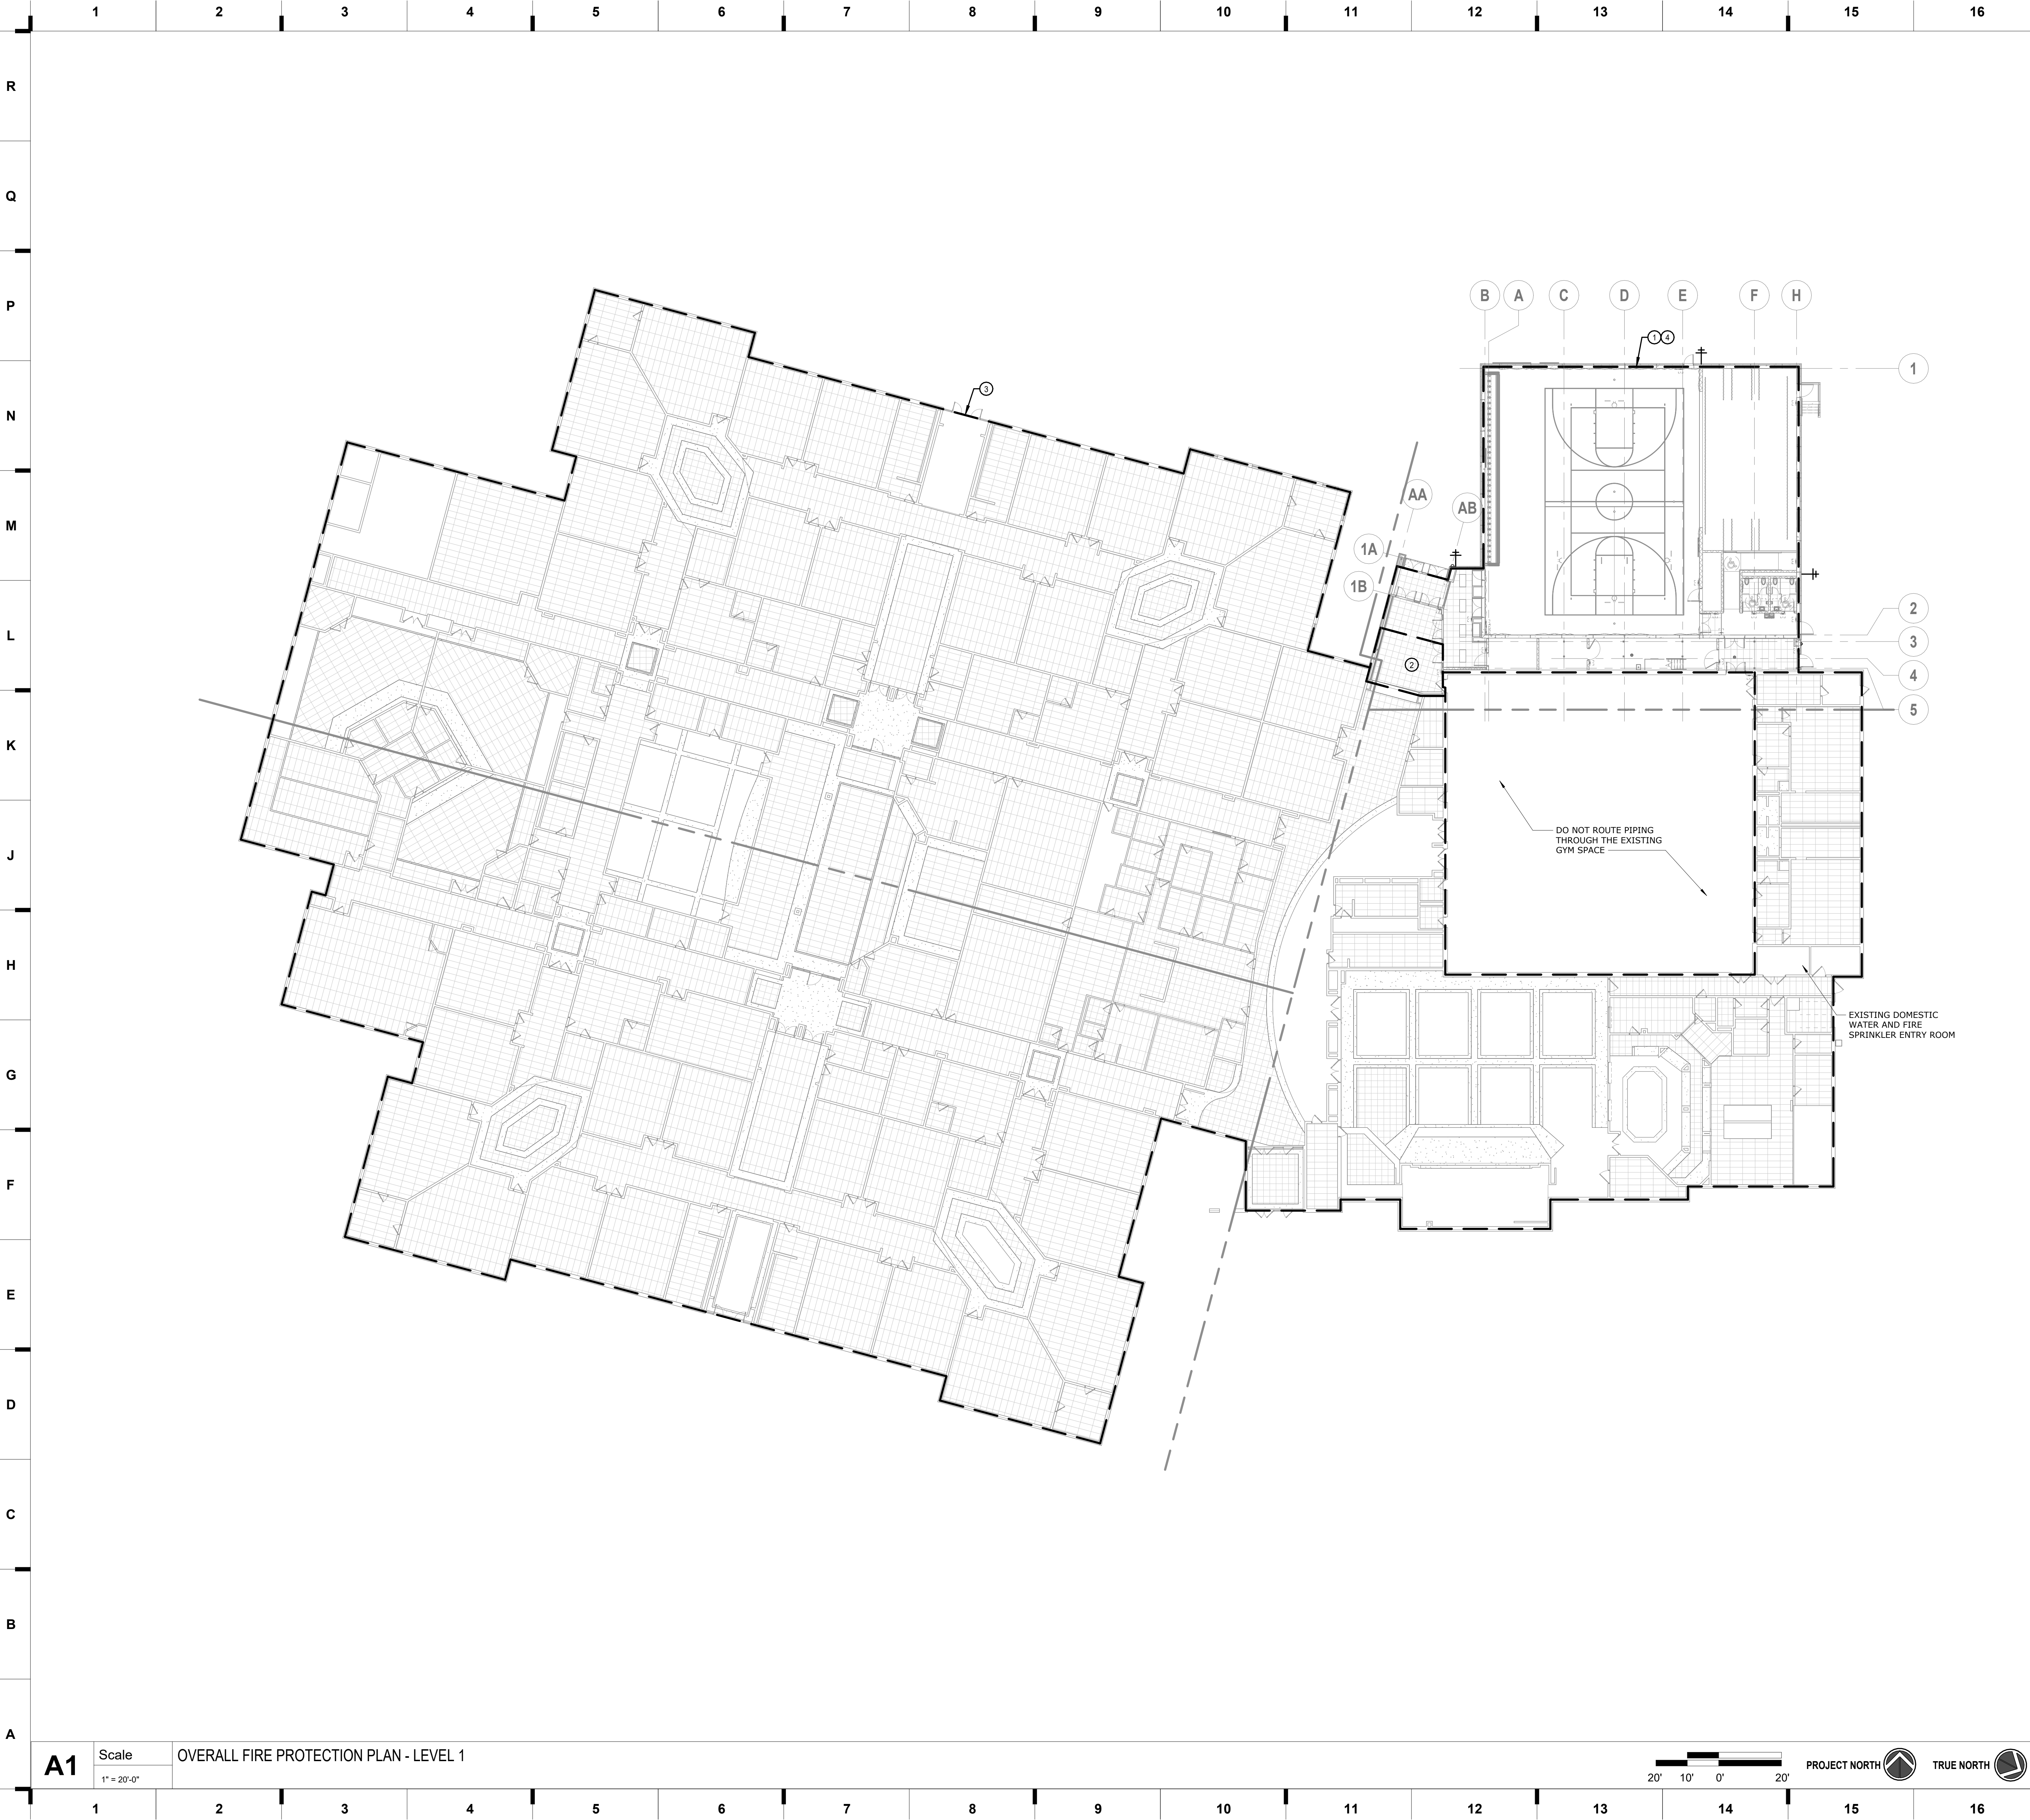 1 2 3 4 5 6 7 8 9 10 11 12 13 14 15 16
R
Q
P
B A C D E F H
1 4
1
3
N
M
AA
AB
1A
1B
L
2
2
3
4
5
K
DO NOT ROUTE PIPING
THROUGH THE EXISTING
GYM SPACE
J
H
EXISTING DOMESTIC
WATER AND FIRE
SPRINKLER ENTRY ROOM
G
F
E
D
C
B
A
A1
Scale
1" = 20'-0"
OVERALL FIRE PROTECTION PLAN - LEVEL 1
20' 10' 0' 20'
PROJECT NORTH
TRUE NORTH
1 2 3 4 5 6 7 8 9 10 11 12 13 14 15 16